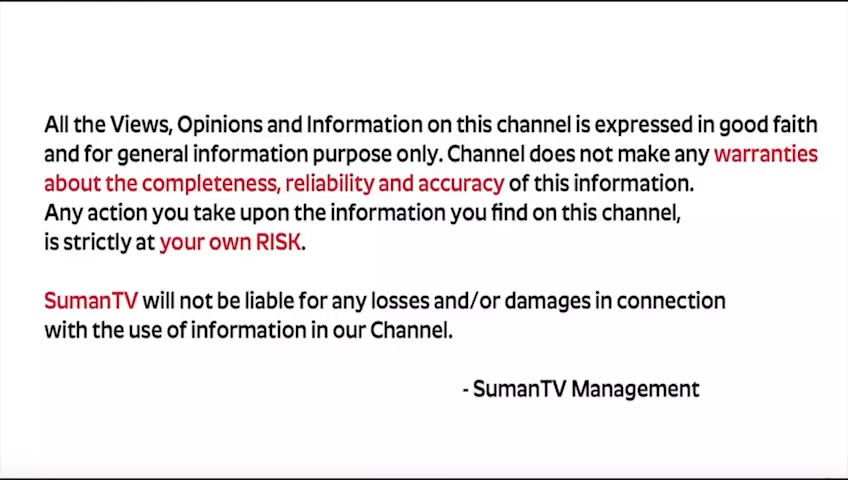 All the Views, Opinions and Information on this channel is expressed in good faith
and for general information purpose only. Channel does not make any warranties
about the completeness, reliability and accuracy of this information.
Any action you take upon the information you find on this channel,
is strictly at your own RISK.
SumanTV will not be liable for any losses and/or damages in connection
with the use of information in our Channel.
- SumanTV Management